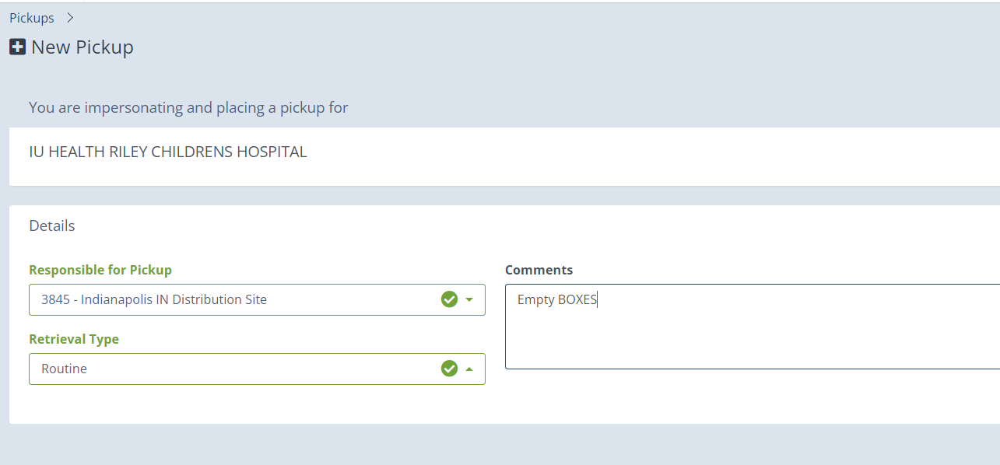 Pickups
New Pickup
You are impersonating and placing a pickup for
IU HEALTH RILEY CHILDRENS HOSPITAL
Details
Responsible for Pickup
3845 - Indianapolis IN Distribution Site
Retrieval Type
Routine
Comments
Empty BOXES